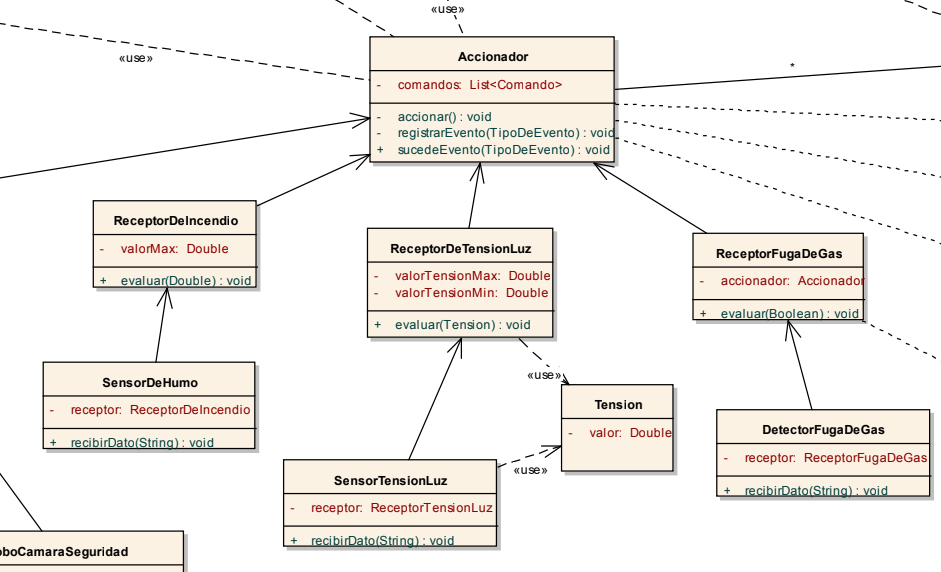 «use»
«use»
Accionador
- comandos: List<Comando>
- accionar() : void
- registrarEvento(TipoDeEvento) : void
+ sucedeEvento(TipoDeEvento) : void
*
ReceptorDeIncendio
- valorMax: Double
+ evaluar(Double) : void
ReceptorDeTensionLuz
- valorTensionMax: Double
- valorTensionMin: Double
+ evaluar(Tension) : void
ReceptorFugaDeGas
- accionador: Accionador
+ evaluar(Boolean) : void
SensorDeHumo
- receptor: ReceptorDeIncendio
+ recibirDato(String) : void
«use»
Tension
- valor: Double
DetectorFugaDeGas
- receptor: ReceptorFugaDeGas
+ recibirDato(String) : void
«use»
SensorTensionLuz
- receptor: ReceptorTensionLuz
+ recibirDato(String) : void
oboCamaraSeguridad